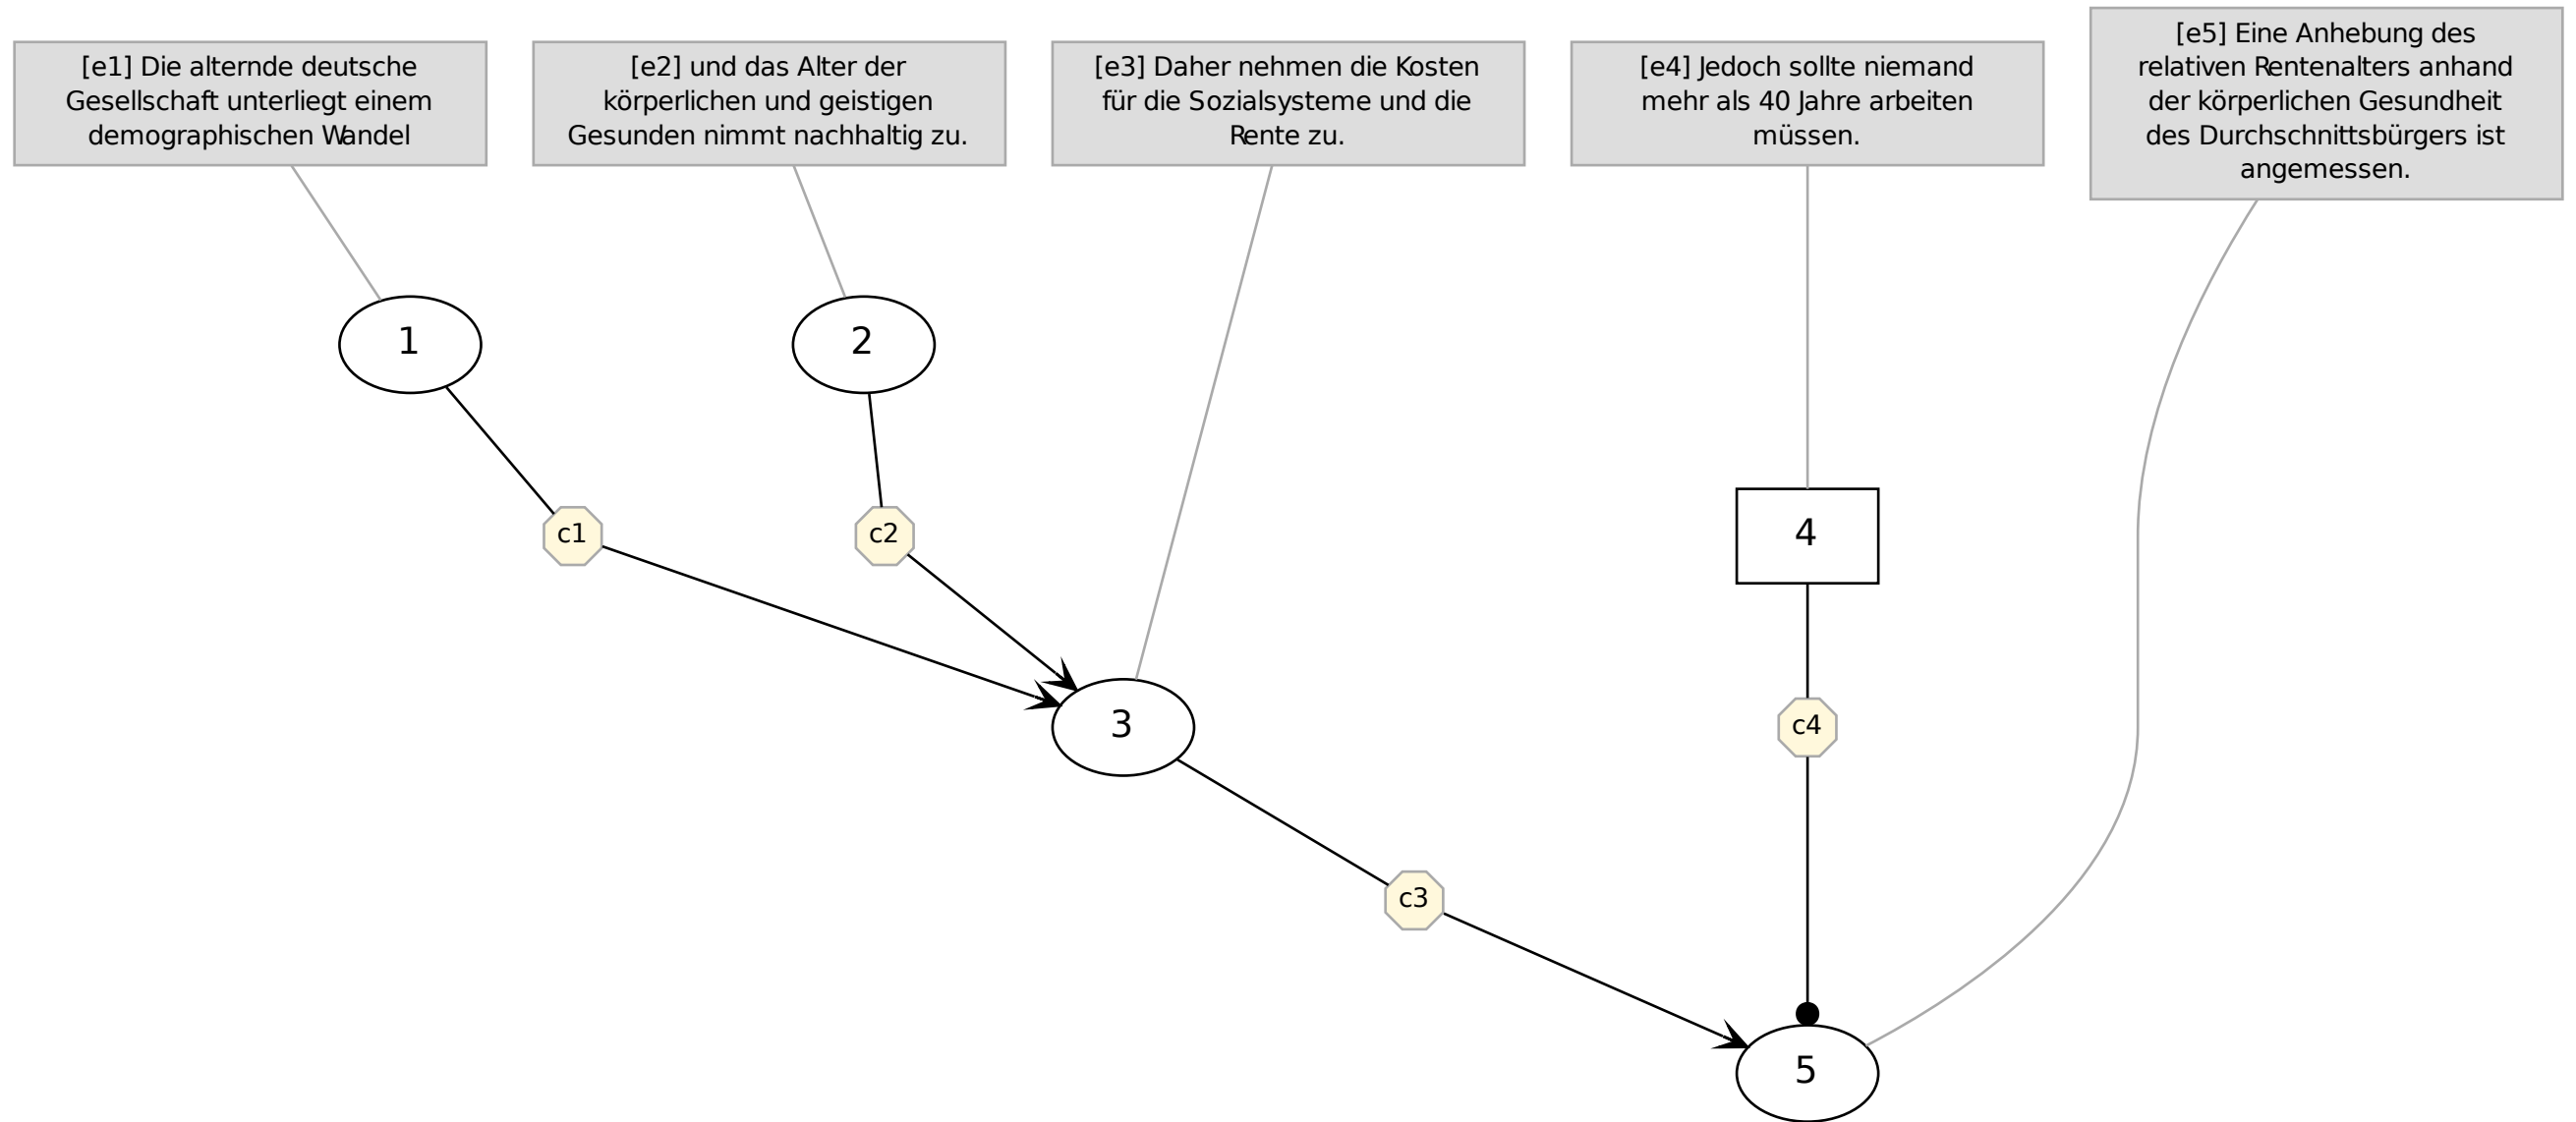 [e1] Die alternde deutsche
Gesellschaft unterliegt einem
demographischen Wandel
[e2] und das Alter der
körperlichen und geistigen
Gesunden nimmt nachhaltig zu.
[e3] Daher nehmen die Kosten
für die Sozialsysteme und die
Rente zu.
[e4] Jedoch sollte niemand
mehr als 40 Jahre arbeiten
müssen.
[e5] Eine Anhebung des
relativen Rentenalters anhand
der körperlichen Gesundheit
des Durchschnittsbürgers ist
angemessen.
1
2
c1
c2
4
3
c4
c3
5